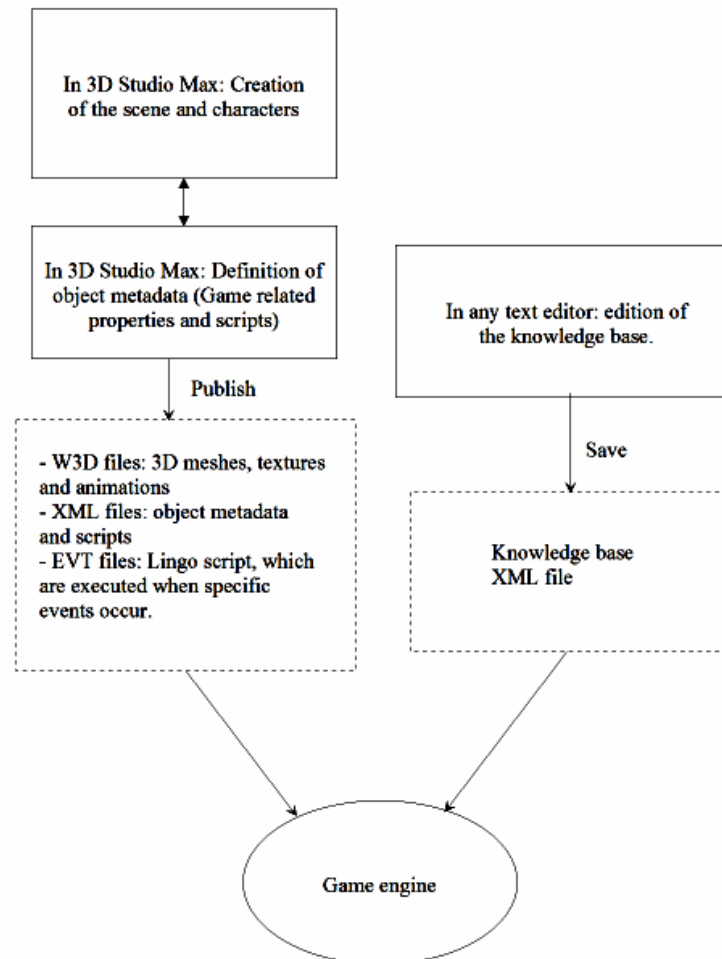 In 3D Studio Max: Creation
of the scene and characters
In 3D Studio Max: Definition of
object metadata (Game related
properties and scripts)
In any text editor: edition of
the knowledge base.
Publish
Save
- W3D files: 3D meshes, textures
and animations
- XML files: object metadata
and scripts
- EVT files: Lingo script, which
are executed when specific
events occur.
Knowledge base
XML file
Game engine